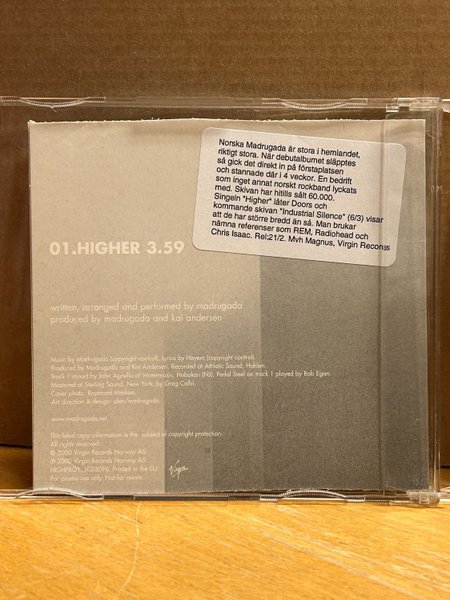 Norska Madrugada är stora i hemlandet,
riktigt stora. När debutalbumet släpptes
så gick det direkt in på förstaplatsen
och stannade där i 4 veckor. En bedrift
som inget annat norskt rockband lyckats
med. Skivan har hitills sålt 60.000.
Singeln "Higher" låter Doors och
kommande skivan "Industrial Silence" (6/3) visar
att de har större bredd än så. Man brukar
nämna referenser som REM, Radiohead och
Chris Isaac. Rel:21/2. Mvh Magnus, Virgin Records
01.HIGHER 3.59
written, arranged and performed by madrugada
produced by madrugada and kai andersen
Music by Madrugada (copyright control). Lyrics by Høyem (copyright control)
Produced by Madrugada and Kai Andersen. Recorded at Athletic Sound, Halden.
Track 1 mixed by John Agnello at Watermusic, Hoboken (NJ). Pedal Steel on track 1 played by Bob Egan.
Mastered at Sterling Sound, New York, by Greg Calbi
Cover photo: Raymond Mosken.
Art direction & design: ulen/madrugada.
www.madrugada.net
This label copy information is the subject of copyright protection.
All rights reserved.
© 2000 Virgin Records Norway AS
℗ 2000 Virgin Records Norway AS
LC03098. Printed in the EU
For promo use only. Not for resale.
Virgin